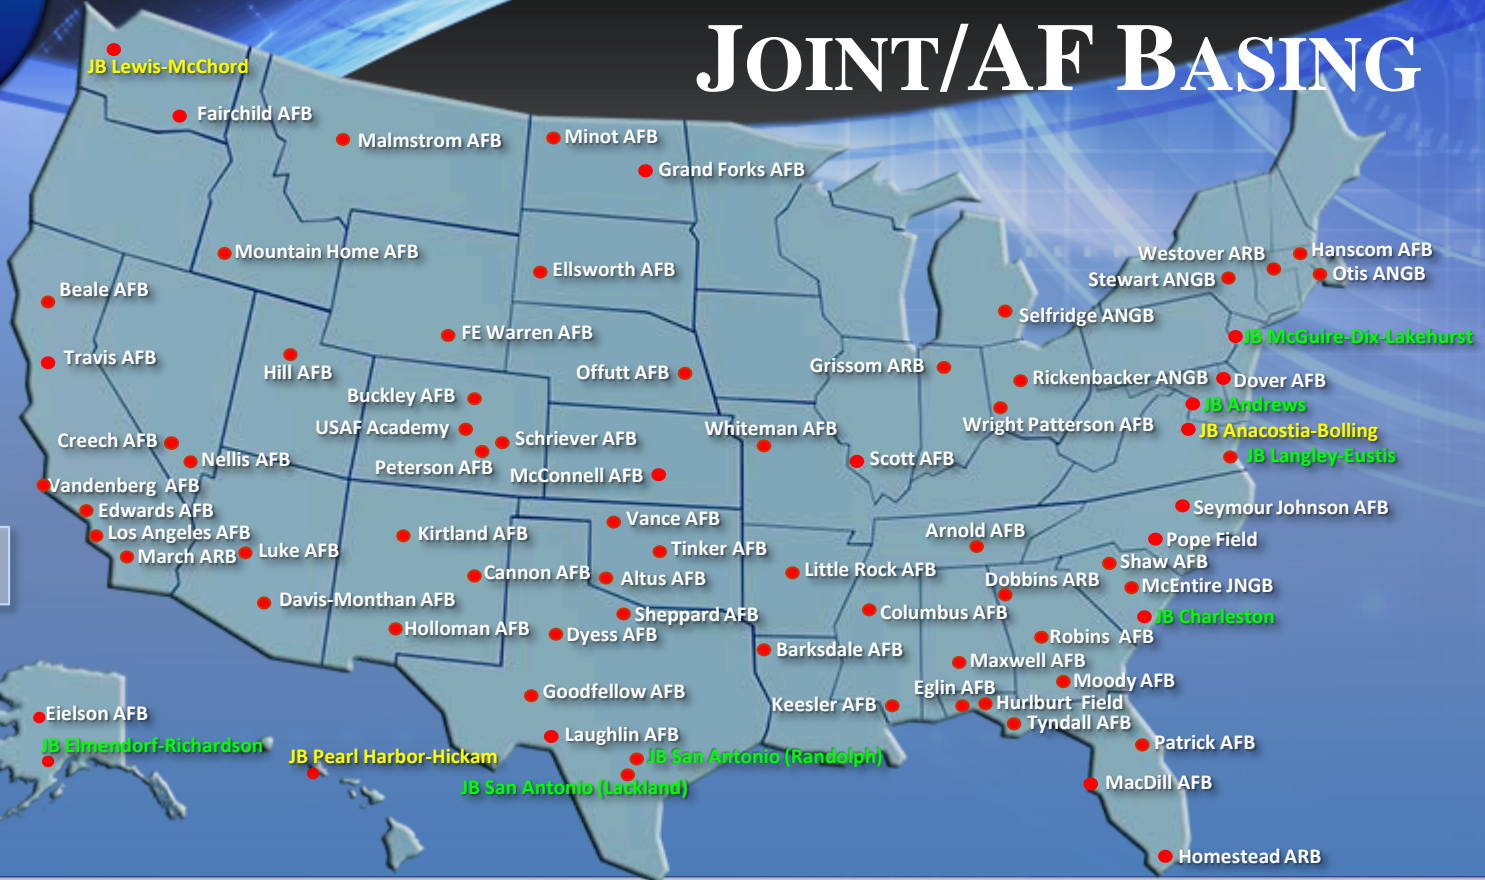 JOINT/AF BASING
JB Lewis-McChord
Fairchild AFB
Malmstrom AFB
Minot AFB
Grand Forks AFB
Mountain Home AFB
Ellsworth AFB
Westover ARB
Hanscom AFB
Stewart ANGB
Otis ANGB
Beale AFB
FE Warren AFB
Selfridge ANGB
JB McGuire-Dix-Lakehurst
Travis AFB
Hill AFB
Offutt AFB
Grissom ARB
Rickenbacker ANGB
Dover AFB
Buckley AFB
JB Andrews
USAF Academy
Whiteman AFB
Wright Patterson AFB
JB Anacostia-Bolling
Creech AFB
Schriever AFB
Nellis AFB
Peterson AFB
Scott AFB
JB Langley-Eustis
McConnell AFB
Vandenberg AFB
Edwards AFB
Seymour Johnson AFB
Los Angeles AFB
Kirtland AFB
Vance AFB
Arnold AFB
Pope Field
March ARB
Luke AFB
Tinker AFB
Shaw AFB
Cannon AFB
Altus AFB
Little Rock AFB
Dobbins ARB
McEntire JNGB
Davis-Monthan AFB
Sheppard AFB
Columbus AFB
JB Charleston
Holloman AFB
Dyess AFB
Robins AFB
Barksdale AFB
Maxwell AFB
Moody AFB
Goodfellow AFB
Eglin AFB
Keesler AFB
Hurlburt Field
Eielson AFB
Tyndall AFB
Laughlin AFB
JB Elmendorf-Richardson
Patrick AFB
JB Pearl Harbor-Hickam
JB San Antonio (Randolph)
JB San Antonio (Lackland)
MacDill AFB
Homestead ARB